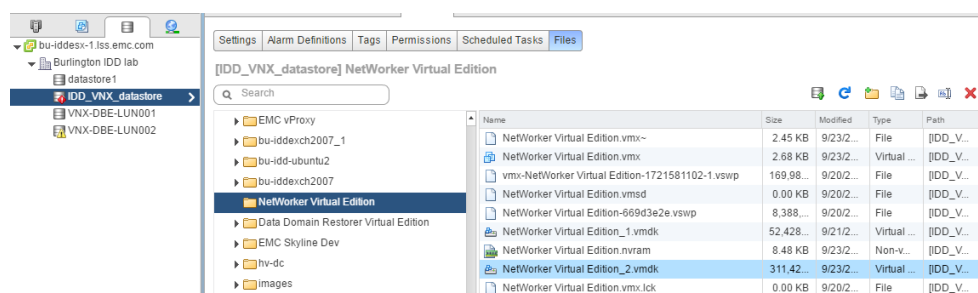 bu-iddesx-1.lss.emc.com
Burlington IDD lab
datastore1
IDD_VNX_datastore
VNX-DBE-LUN001
VNX-DBE-LUN002
Settings Alarm Definitions Tags Permissions Scheduled Tasks Files
[IDD_VNX_datastore] NetWorker Virtual Edition
Search
EMC vProxy
bu-iddexch2007_1
bu-idd-ubuntu2
bu-iddexch2007
NetWorker Virtual Edition
Data Domain Restorer Virtual Edition
EMC Skyline Dev
hv-dc
images
Name Size Modified Type Path
NetWorker Virtual Edition.vmx~ 2.45 KB 9/23/2... File [IDD_V...
NetWorker Virtual Edition.vmx 2.68 KB 9/23/2... Virtual ... [IDD_V...
vmx-NetWorker Virtual Edition-1721581102-1.vswp 169,98... 9/20/2... File [IDD_V...
NetWorker Virtual Edition.vmsd 0.00 KB 9/20/2... File [IDD_V...
NetWorker Virtual Edition-669d3e2e.vswp 8,388,... 9/20/2... File [IDD_V...
NetWorker Virtual Edition_1.vmdk 52,428... 9/21/2... Virtual ... [IDD_V...
NetWorker Virtual Edition.nvram 8.48 KB 9/23/2... Non-v... [IDD_V...
NetWorker Virtual Edition_2.vmdk 311,42... 9/23/2... Virtual ... [IDD_V...
NetWorker Virtual Edition.vmx.lck 0.00 KB 9/20/2... File [IDD_V...